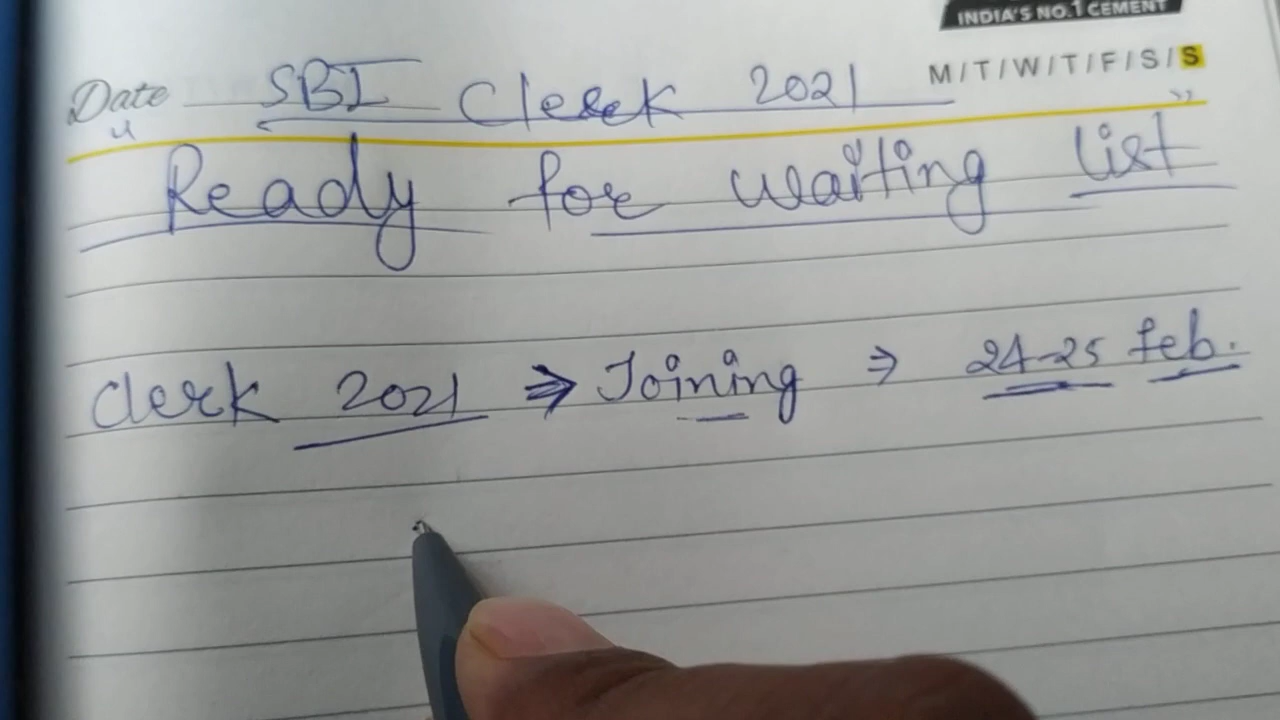 INDIA'S NO.1 CEMENT
M/T/W/T/F/S/S
Date SBI Clerk 2021
"Ready for waiting list"
Clerk 2021 ⇒ Joining ⇒ 24-25 feb.